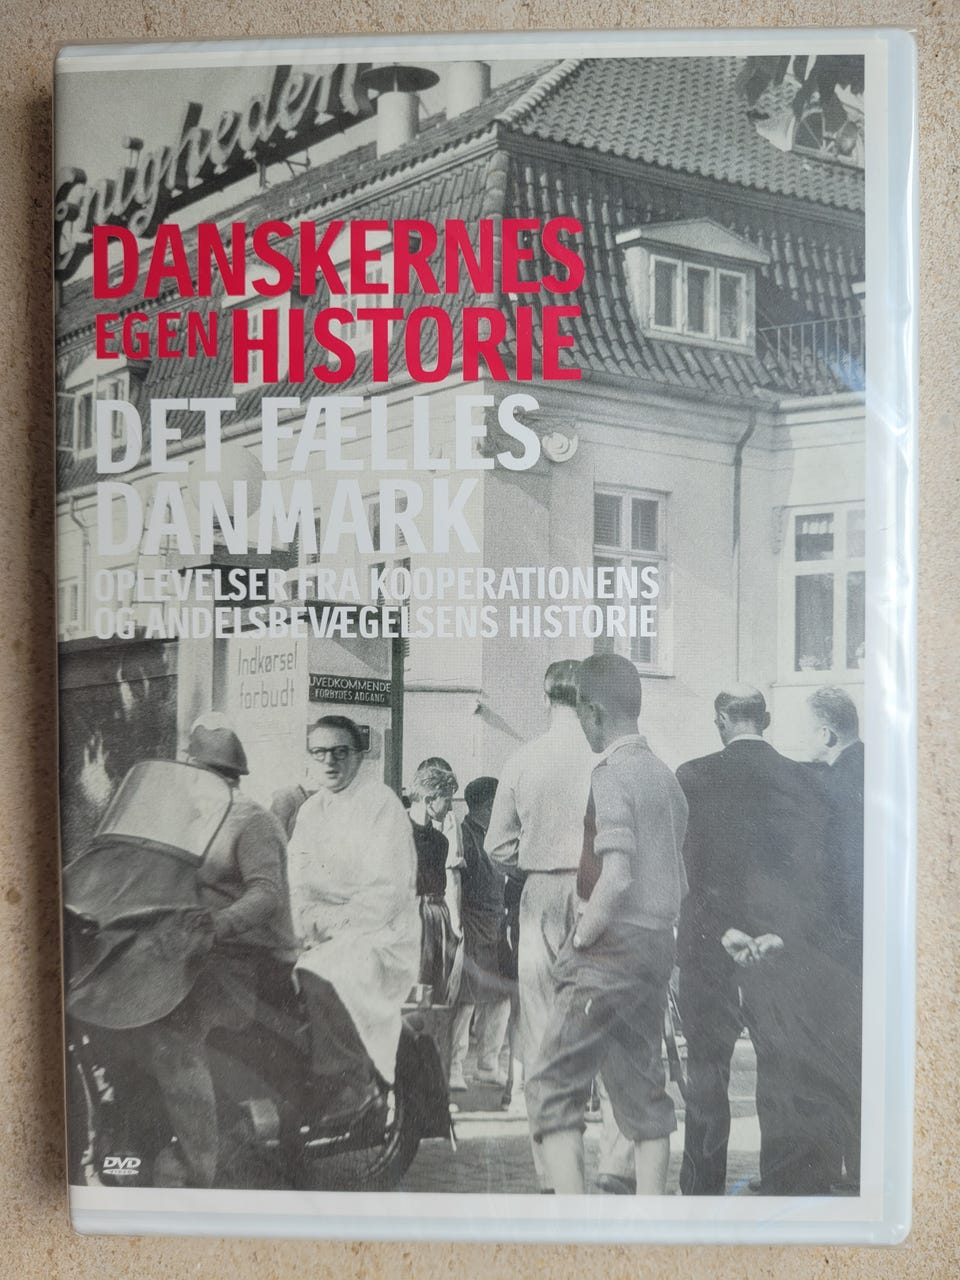 Enigheden
DANSKERNES
EGEN HISTORIE
DET FÆLLES
DANMARK
OPLEVELSER FRA KOOPERATIONENS
OG ANDELSBEVÆGELSENS HISTORIE
Indkørsel
forbudt
UVEDKOMMENDE
FORBYDES ADGANG
DVD
VIDEO